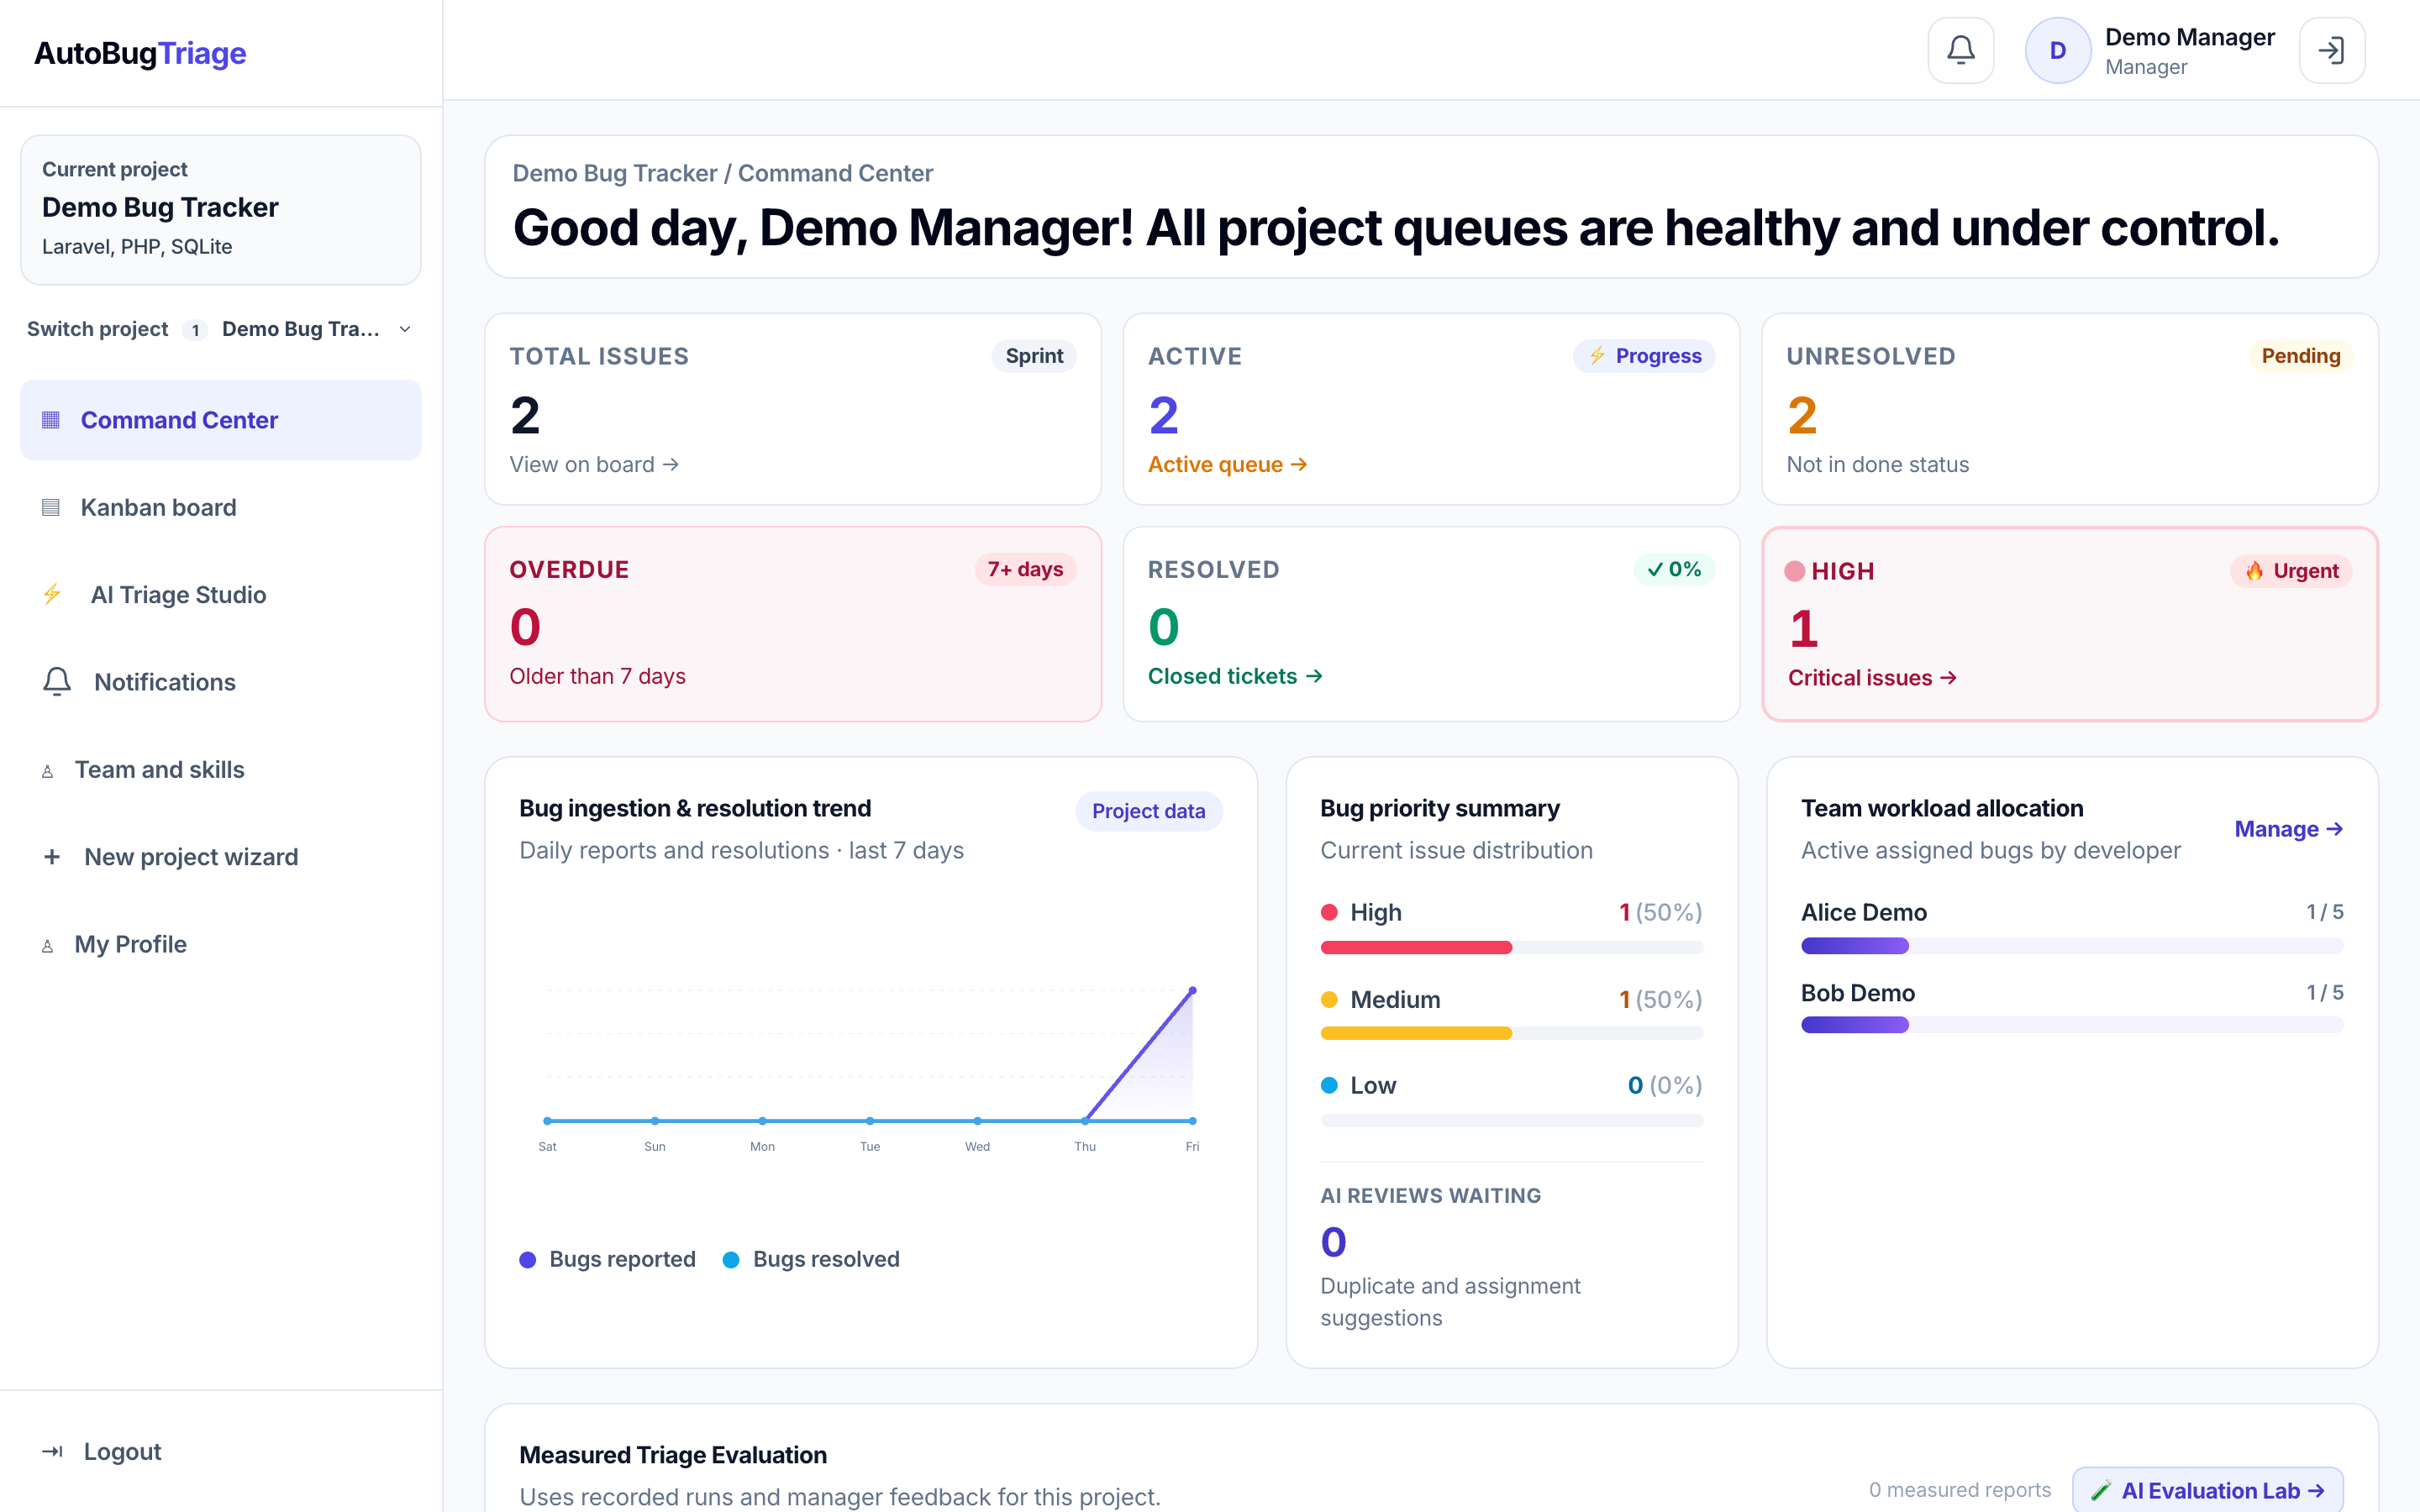 AutoBugTriage
Demo Manager
Manager
D
Current project
Demo Bug Tracker
Laravel, PHP, SQLite
Switch project 1 Demo Bug Tra...
Command Center
Kanban board
AI Triage Studio
Notifications
Team and skills
+ New project wizard
My Profile
Logout
Demo Bug Tracker / Command Center
Good day, Demo Manager! All project queues are healthy and under control.
TOTAL ISSUES Sprint
2
View on board →
ACTIVE ⚡ Progress
2
Active queue →
UNRESOLVED Pending
2
Not in done status
OVERDUE 7+ days
0
Older than 7 days
RESOLVED ✓ 0%
0
Closed tickets →
HIGH 🔥 Urgent
1
Critical issues →
Bug ingestion & resolution trend Project data
Daily reports and resolutions · last 7 days
Sat Sun Mon Tue Wed Thu Fri
Bugs reported Bugs resolved
Bug priority summary
Current issue distribution
High 1 (50%)
Medium 1 (50%)
Low 0 (0%)
AI REVIEWS WAITING
0
Duplicate and assignment
suggestions
Team workload allocation
Manage →
Active assigned bugs by developer
Alice Demo 1 / 5
Bob Demo 1 / 5
Measured Triage Evaluation
Uses recorded runs and manager feedback for this project.
0 measured reports
AI Evaluation Lab →